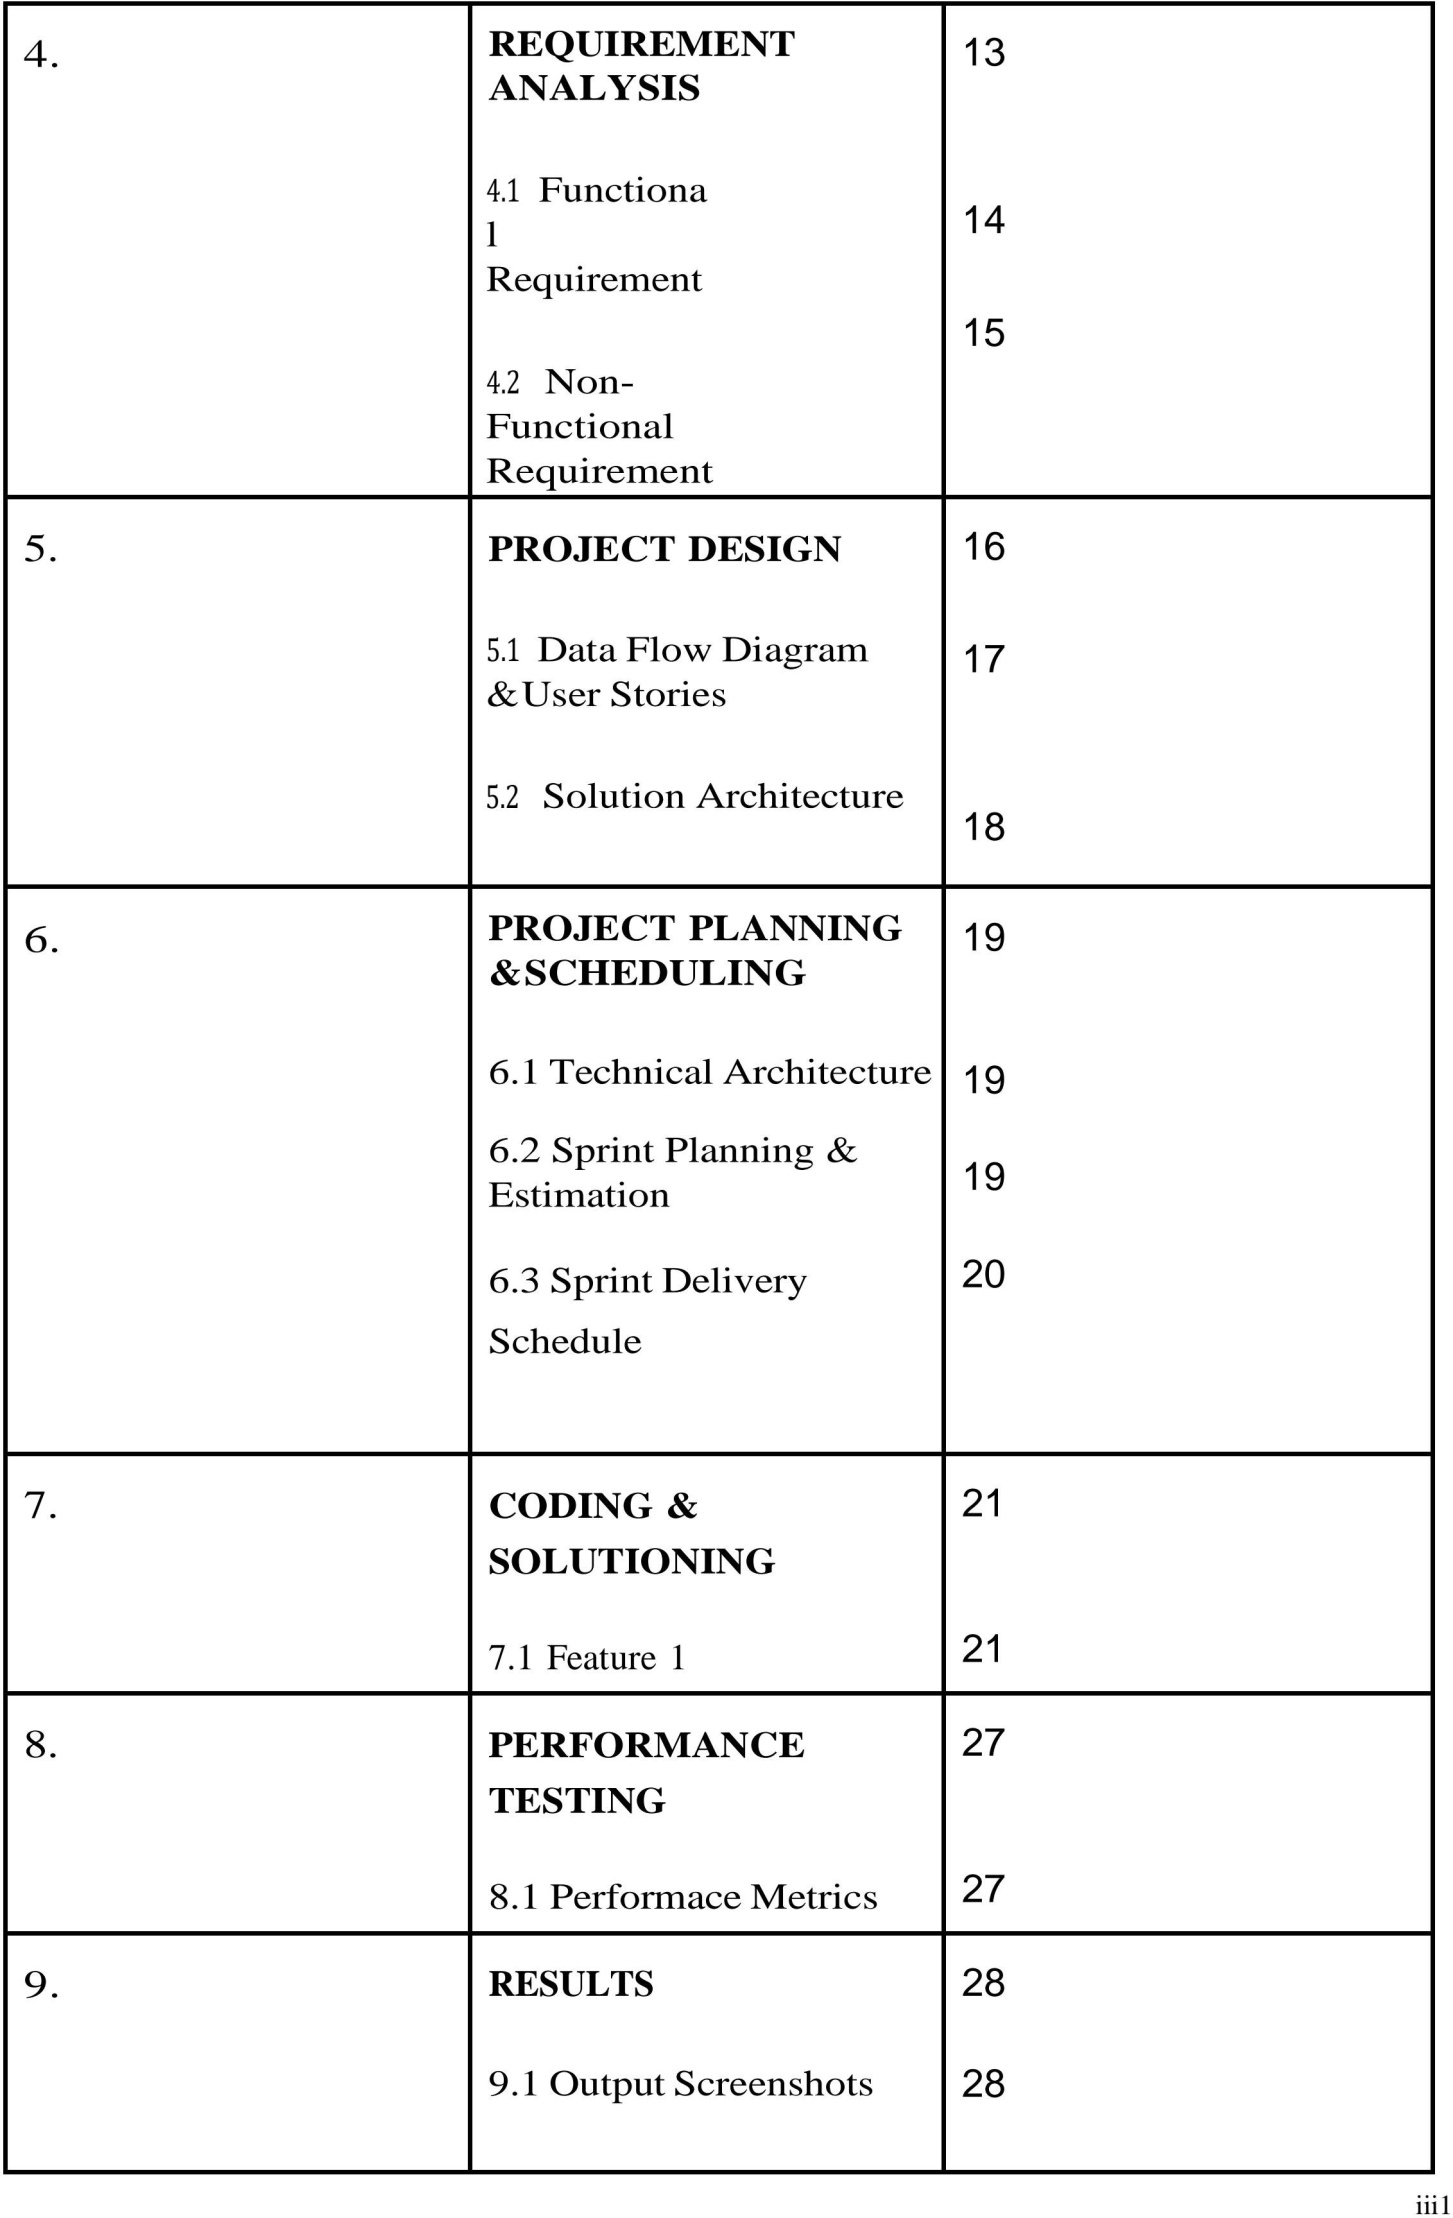 4.
REQUIREMENT
ANALYSIS
13
4.1 Functiona
l
Requirement
14
15
4.2 Non-
Functional
Requirement
5.
PROJECT DESIGN
16
5.1 Data Flow Diagram
&User Stories
17
5.2 Solution Architecture
18
6.
PROJECT PLANNING
&SCHEDULING
19
6.1 Technical Architecture
19
6.2 Sprint Planning &
Estimation
19
6.3 Sprint Delivery
Schedule
20
7.
CODING &
SOLUTIONING
21
7.1 Feature 1
21
8.
PERFORMANCE
TESTING
27
8.1 Performace Metrics
27
9.
RESULTS
28
9.1 Output Screenshots
28
iii1